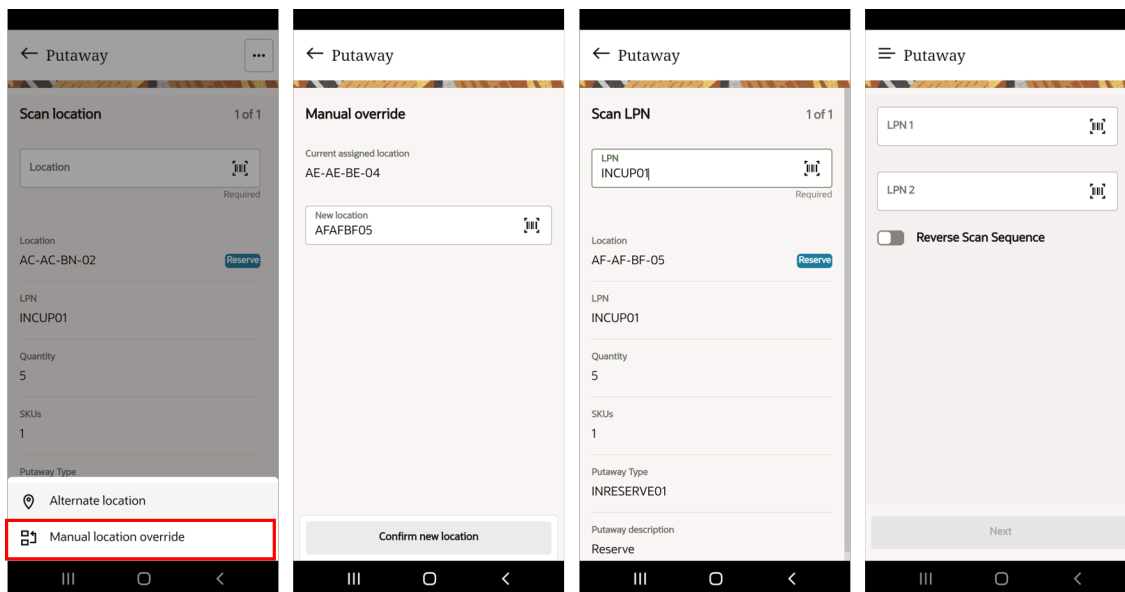 Putaway
Scan location 1 of 1
Location
Required
Location
AC-AC-BN-02 Reserve
LPN
INCUP01
Quantity
5
SKUs
1
Putaway Type
Alternate location
Manual location override
Putaway
Manual override
Current assigned location
AE-AE-BE-04
New location
AFAFBF05
Confirm new location
Putaway
Scan LPN 1 of 1
LPN
INCUP01
Required
Location
AF-AF-BF-05 Reserve
LPN
INCUP01
Quantity
5
SKUs
1
Putaway Type
INRESERVE01
Putaway description
Reserve
Putaway
LPN 1
LPN 2
Reverse Scan Sequence
Next